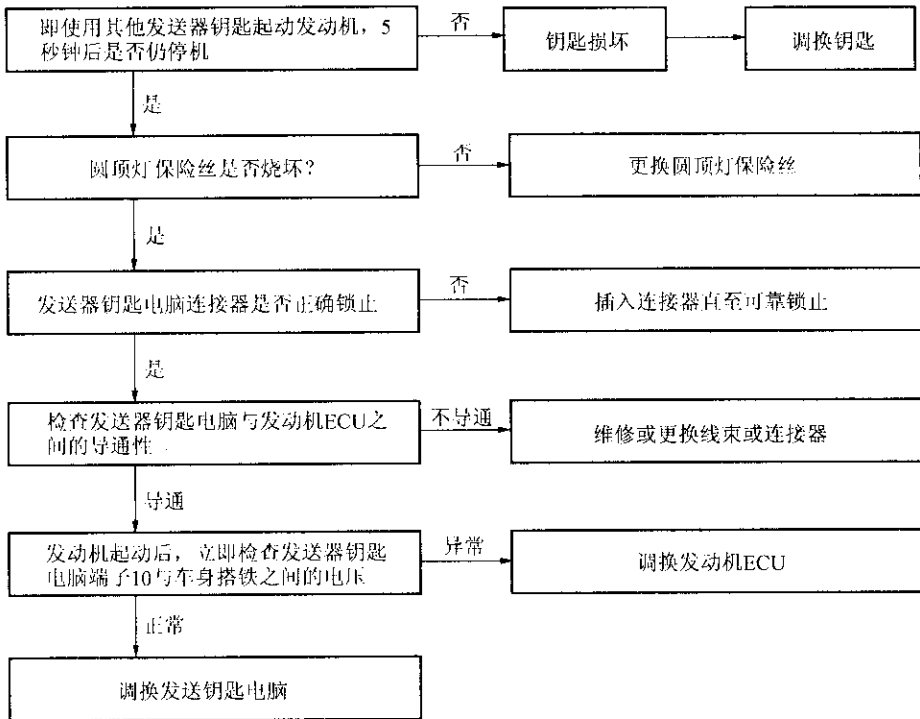 即使用其他发送器钥匙起动发动机，5
秒钟后是否仍停机
否
钥匙损坏
调换钥匙
是
圆顶灯保险丝是否烧坏？
否
更换圆顶灯保险丝
是
发送器钥匙电脑连接器是否正确锁止
否
插入连接器直至可靠锁止
是
检查发送器钥匙电脑与发动机ECU之
间的导通性
不导通
维修或更换线束或连接器
导通
发动机起动后，立即检查发送器钥匙
电脑端子10与车身搭铁之间的电压
异常
调换发动机ECU
正常
调换发送钥匙电脑